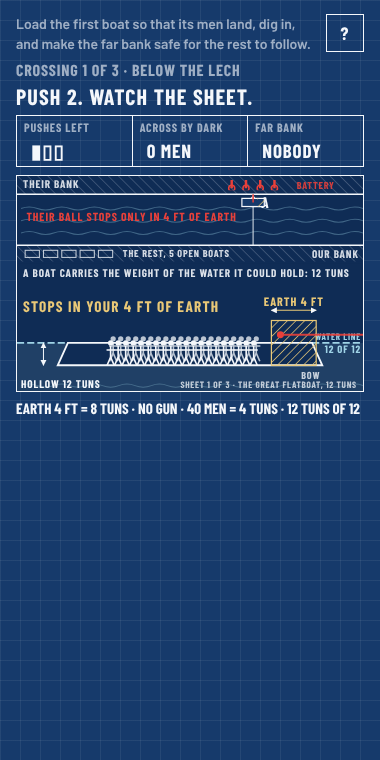 Load the first boat so that its men land, dig in,
and make the far bank safe for the rest to follow.
?
CROSSING 1 OF 3 · BELOW THE LECH
PUSH 2. WATCH THE SHEET.
PUSHES LEFT
ACROSS BY DARK
0 MEN
FAR BANK
NOBODY
THEIR BANK
BATTERY
THEIR BALL STOPS ONLY IN 4 FT OF EARTH
THE REST, 5 OPEN BOATS
OUR BANK
A BOAT CARRIES THE WEIGHT OF THE WATER IT COULD HOLD: 12 TUNS
STOPS IN YOUR 4 FT OF EARTH
EARTH 4 FT
WATER LINE
12 OF 12
BOW
HOLLOW 12 TUNS
SHEET 1 OF 3 · THE GREAT FLATBOAT, 12 TUNS
EARTH 4 FT = 8 TUNS · NO GUN · 40 MEN = 4 TUNS · 12 TUNS OF 12